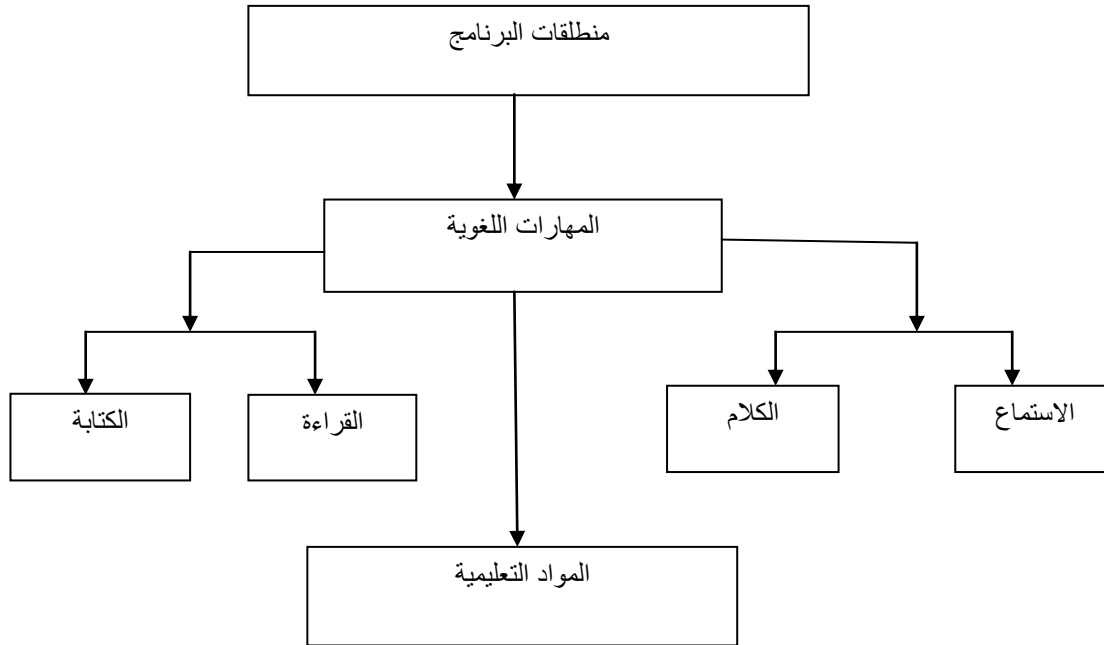 منطلقات البرنامج
المهارات اللغوية
الاستماع
الكلام
القراءة
الكتابة
المواد التعليمية